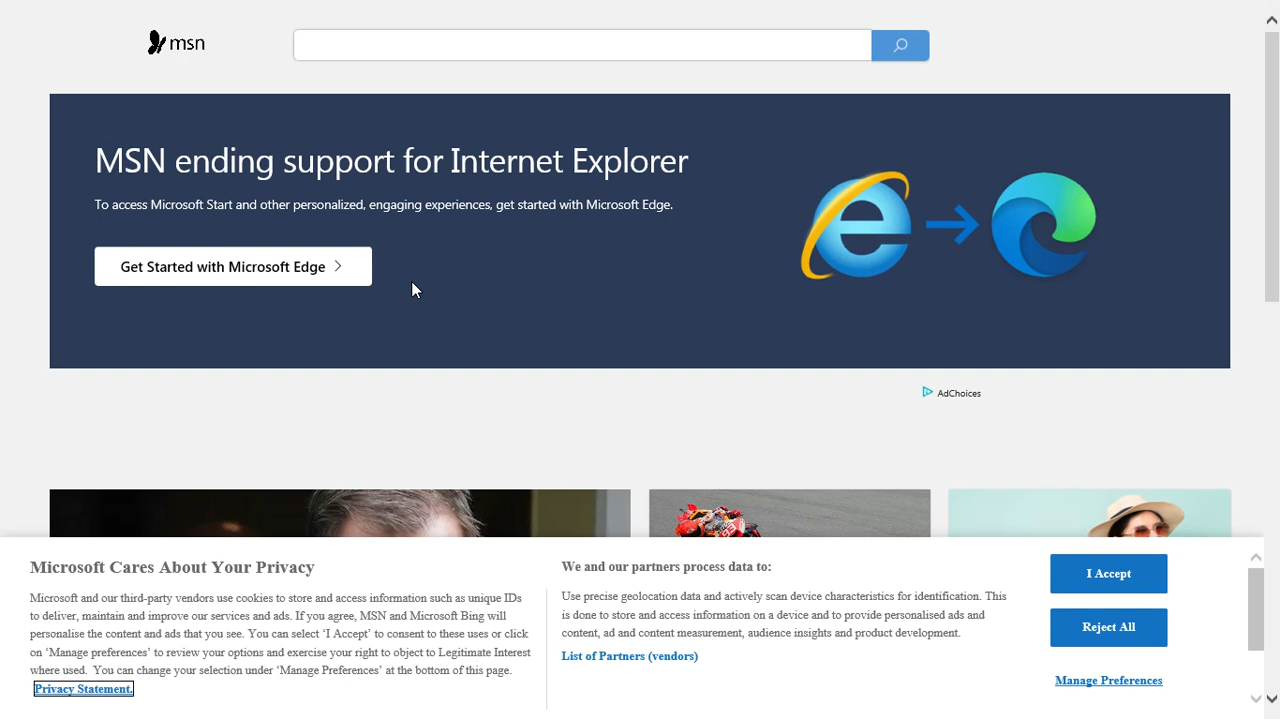 msn
MSN ending support for Internet Explorer
To access Microsoft Start and other personalized, engaging experiences, get started with Microsoft Edge.
Get Started with Microsoft Edge
AdChoices
Microsoft Cares About Your Privacy
Microsoft and our third-party vendors use cookies to store and access information such as unique IDs
to deliver, maintain and improve our services and ads. If you agree, MSN and Microsoft Bing will
personalise the content and ads that you see. You can select ‘I Accept’ to consent to these uses or click
on ‘Manage preferences’ to review your options and exercise your right to object to Legitimate Interest
where used. You can change your selection under ‘Manage Preferences’ at the bottom of this page.
Privacy Statement.
We and our partners process data to:
Use precise geolocation data and actively scan device characteristics for identification. This
is done to store and access information on a device and to provide personalised ads and
content, ad and content measurement, audience insights and product development.
List of Partners (vendors)
I Accept
Reject All
Manage Preferences